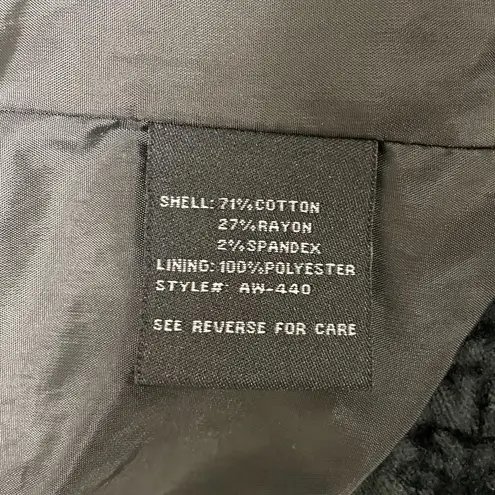 SHELL: 71% COTTON
27% RAYON
2% SPANDEX
LINING: 100% POLYESTER
STYLE#: AW-440
SEE REVERSE FOR CARE